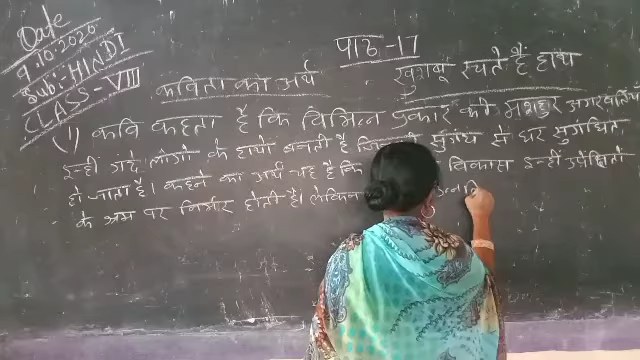 Date
9.10.2020
Sub:- HINDI
CLASS - VIII
पाठ - 17
कविता का अर्थ
खुशबू रचते हैं हाथ
(1) कवि कहता है कि विभिन्न प्रकार की मशहुर अगरबत्तियाँ
इन्हीं गंदे लोगो के हाथो बनती है सुगंध से घर सुगंधित
हो जाता है। कहने का अर्थ यह है कि विकास इन्हीं उपेक्षितो
के श्रम पर निर्भर होती है। लेकिन